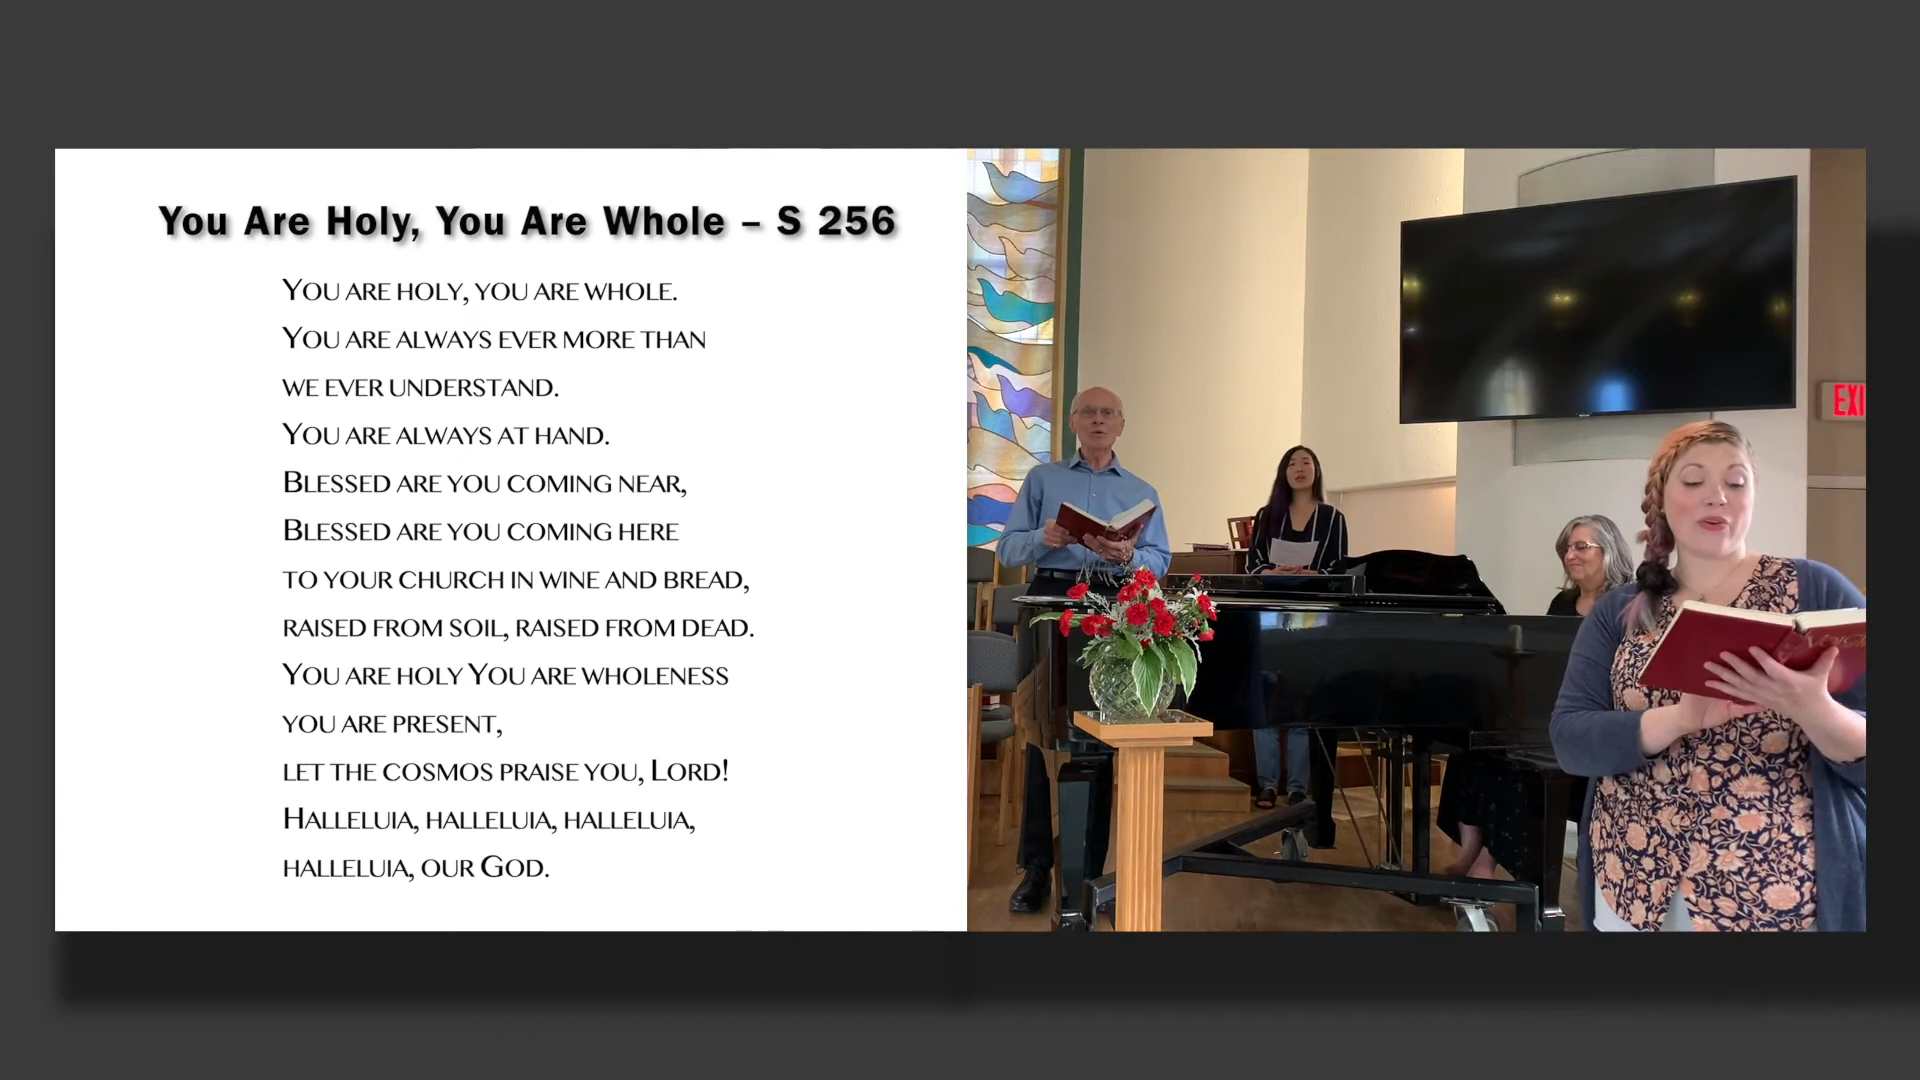 You Are Holy, You Are Whole – S 256
You are holy, you are whole.
You are always ever more than
we ever understand.
You are always at hand.
Blessed are you coming near,
Blessed are you coming here
to your church in wine and bread,
raised from soil, raised from dead.
You are holy You are wholeness
you are present,
let the cosmos praise you, Lord!
Halleluia, halleluia, halleluia,
halleluia, our God.
EXI